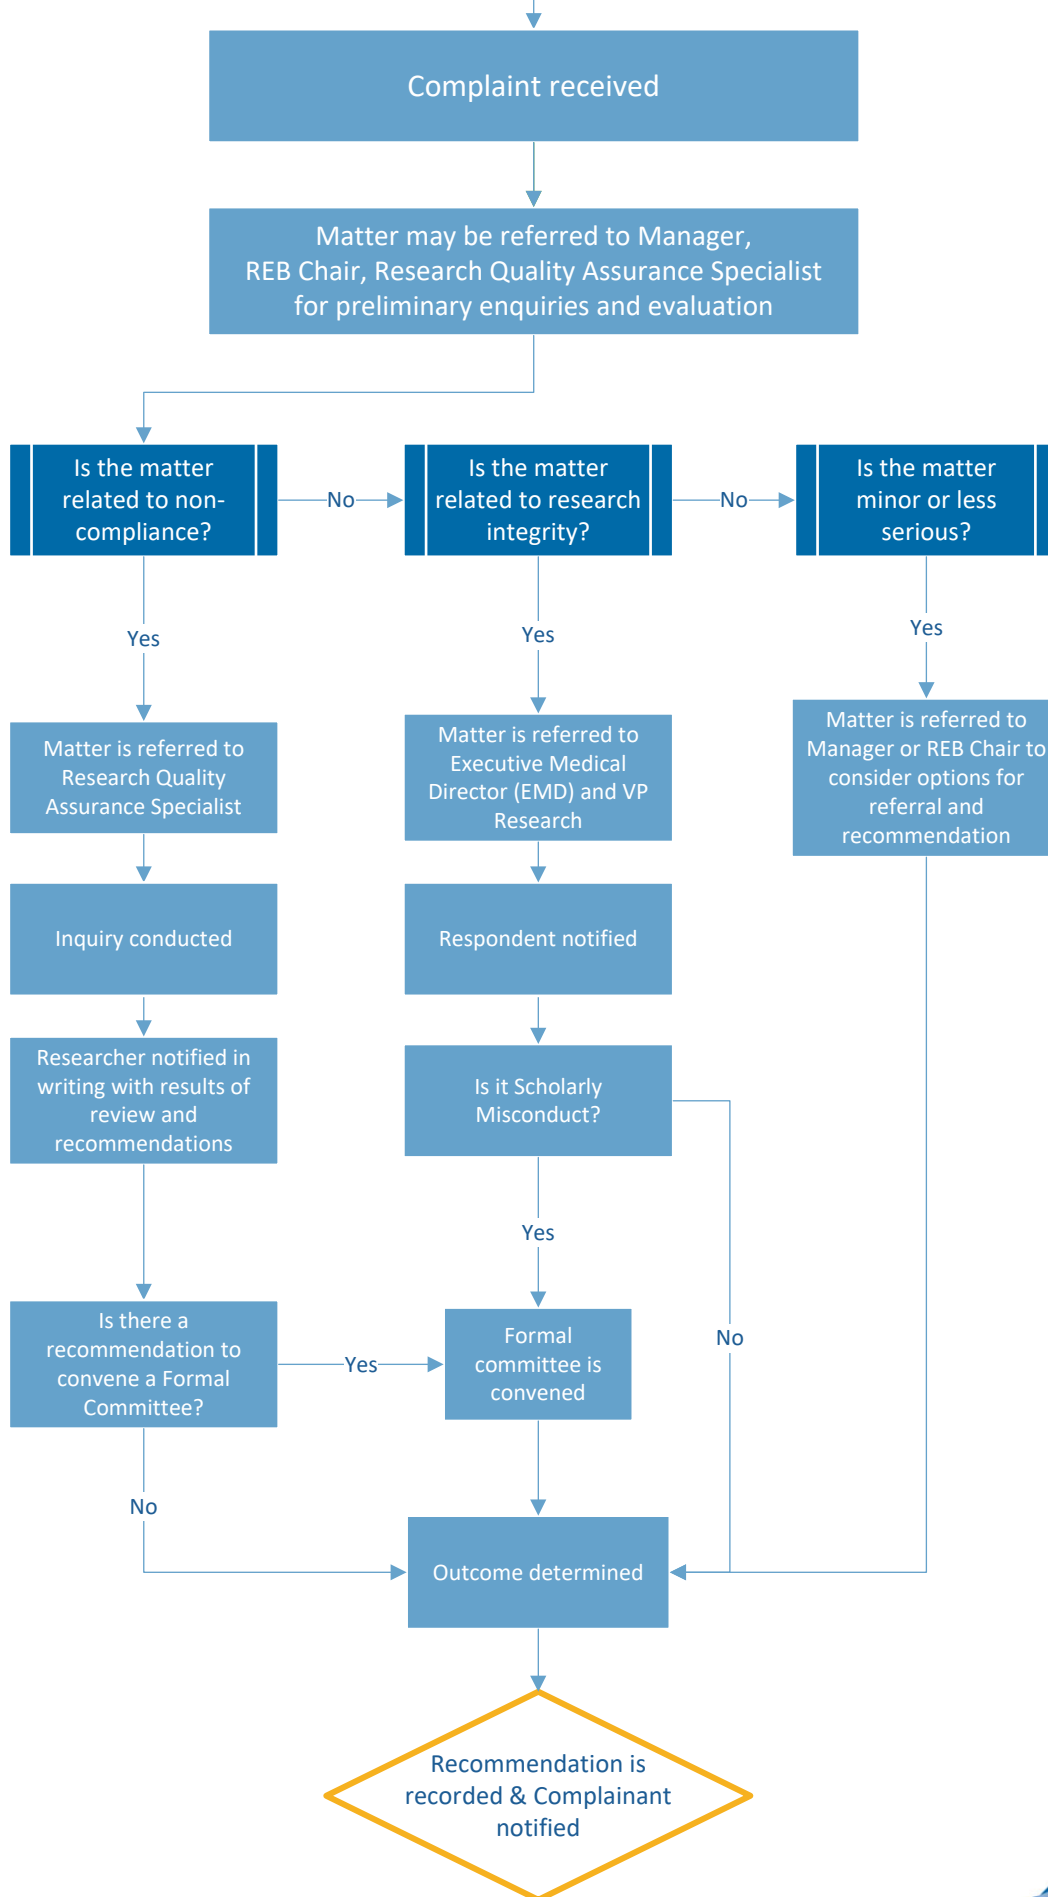 Complaint received
Matter may be referred to Manager,
REB Chair, Research Quality Assurance Specialist
for preliminary enquiries and evaluation
Is the matter
related to non-
compliance?
No
Is the matter
related to research
integrity?
No
Is the matter
minor or less
serious?
Yes
Yes
Yes
Matter is referred to
Research Quality
Assurance Specialist
Matter is referred to
Executive Medical
Director (EMD) and VP
Research
Matter is referred to
Manager or REB Chair to
consider options for
referral and
recommendation
Inquiry conducted
Respondent notified
Researcher notified in
writing with results of
review and
recommendations
Is it Scholarly
Misconduct?
Yes
Is there a
recommendation to
convene a Formal
Committee?
Yes
Formal
committee is
convened
No
No
Outcome determined
Recommendation is
recorded & Complainant
notified